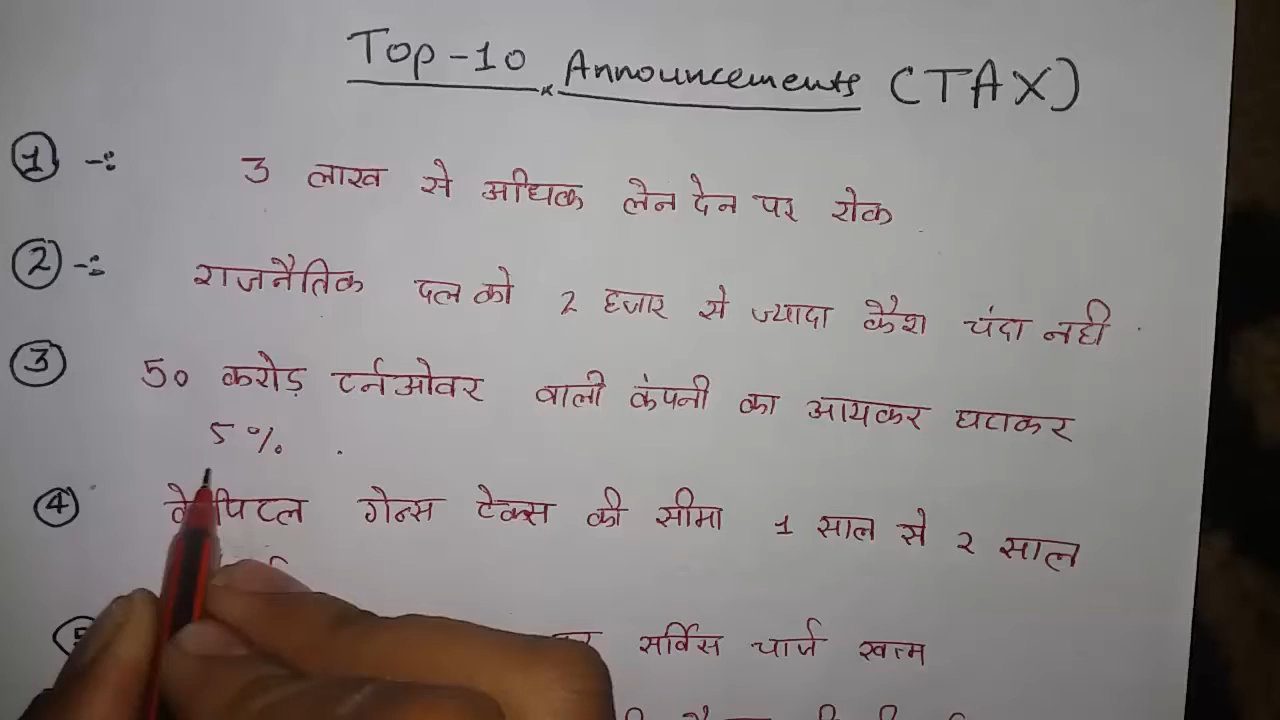 Top-10 Announcements (TAX)
① -: 3 लाख से अधिक लेन देन पर रोक
② -: राजनैतिक दल को 2 हजार से ज्यादा कैश चंदा नही
③ 50 करोड़ टर्नओवर वाली कंपनी का आयकर घटाकर
5% .
④ केपिटल गेन्स टेक्स की सीमा 1 साल से 2 साल
सर्विस चार्ज खत्म